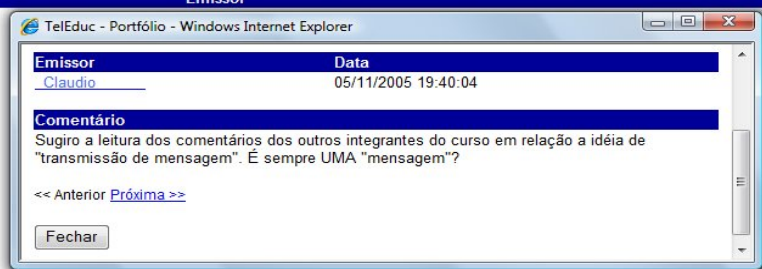 Emissor
TelEduc - Portfólio - Windows Internet Explorer
Emissor Data
Claudio 05/11/2005 19:40:04
Comentário
Sugiro a leitura dos comentários dos outros integrantes do curso em relação a idéia de
"transmissão de mensagem". É sempre UMA "mensagem"?
<< Anterior Próxima >>
Fechar